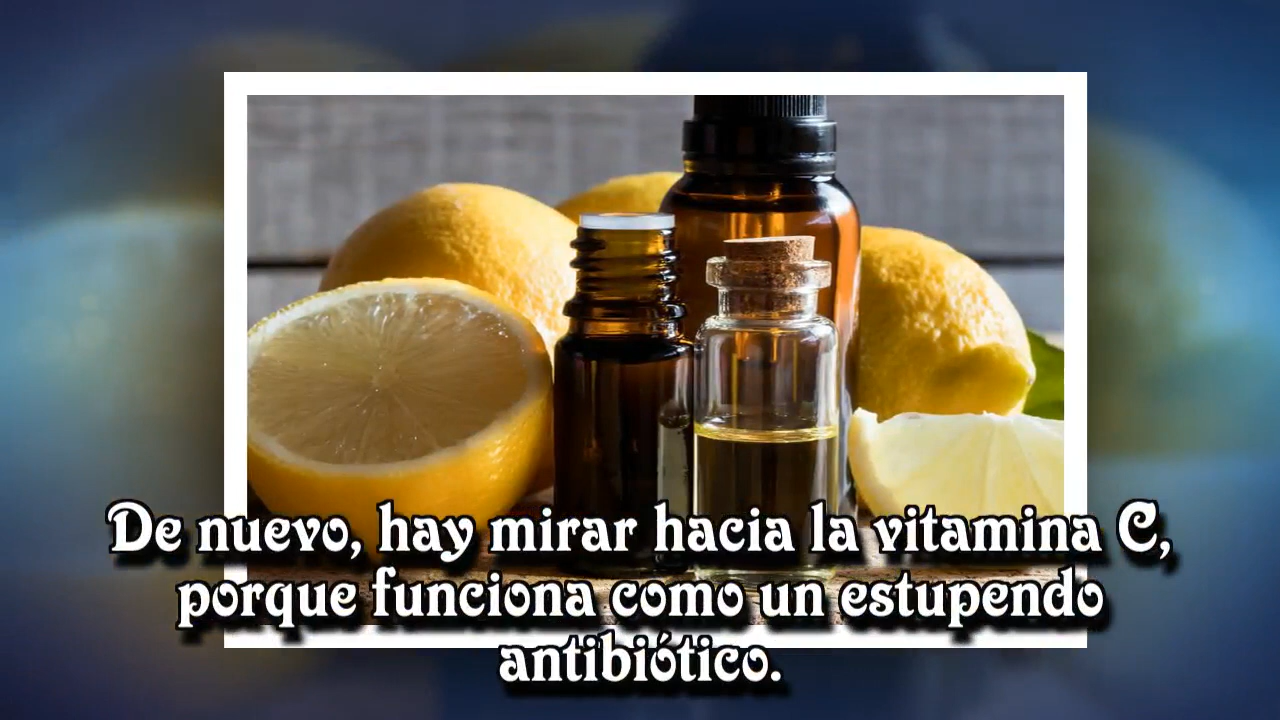 De nuevo, hay mirar hacia la vitamina C,
porque funciona como un estupendo
antibiótico.